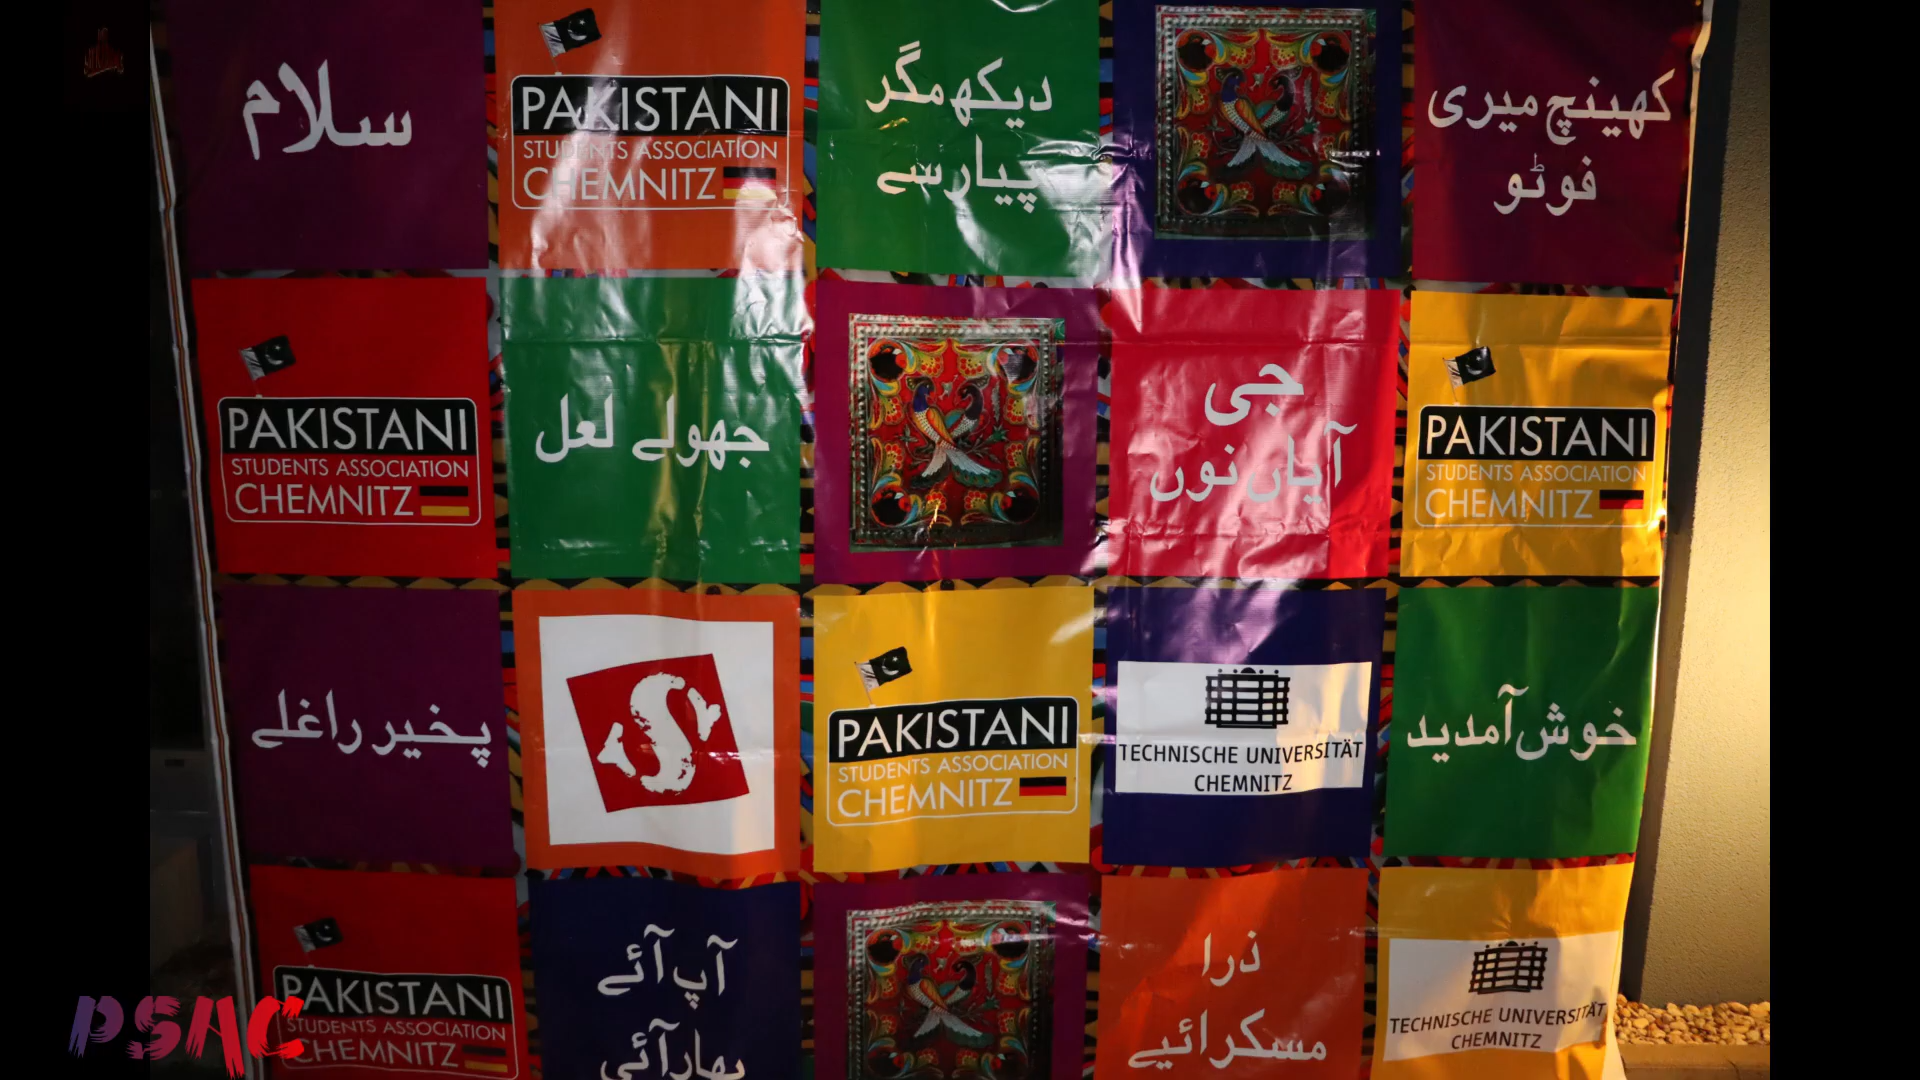 سلام
PAKISTANI
STUDENTS ASSOCIATION
CHEMNITZ
دیکھ مگر
پیار سے
کھینچ میری
فوٹو
PAKISTANI
STUDENTS ASSOCIATION
CHEMNITZ
جھولے لعل
جی
آیاں نوں
PAKISTANI
STUDENTS ASSOCIATION
CHEMNITZ
پخیر راغلے
PAKISTANI
STUDENTS ASSOCIATION
CHEMNITZ
TECHNISCHE UNIVERSITÄT
CHEMNITZ
خوش آمدید
PAKISTANI
STUDENTS ASSOCIATION
CHEMNITZ
آپ آئے
بہار آئی
ذرا
مسکرائیے
TECHNISCHE UNIVERSITÄT
CHEMNITZ
PSAC